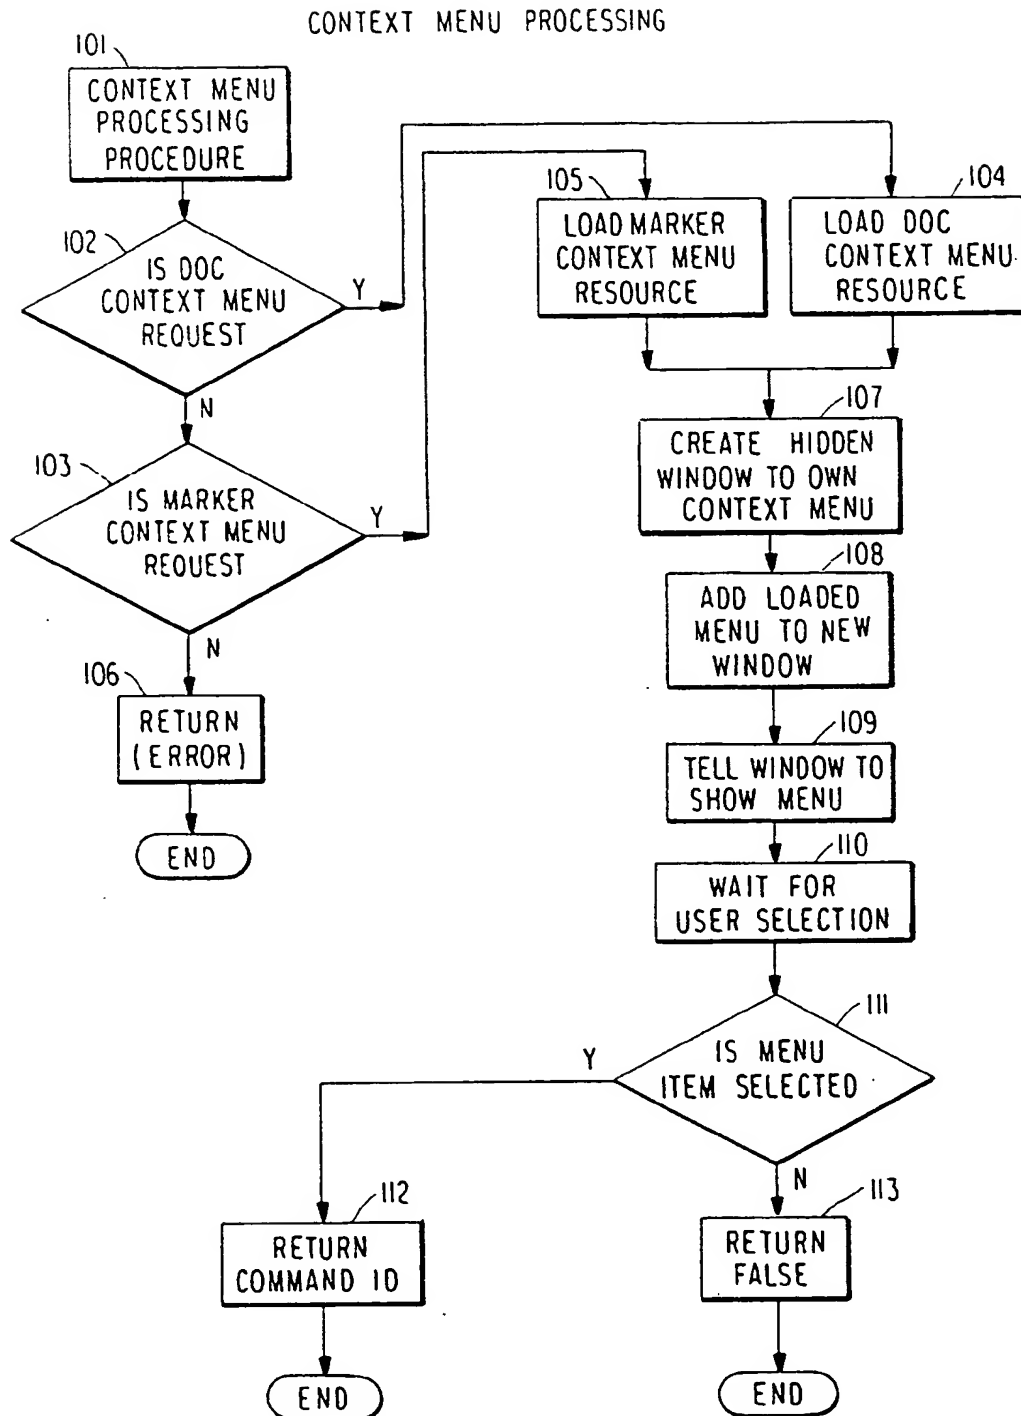 CONTEXT MENU PROCESSING
101
CONTEXT MENU
PROCESSING
PROCEDURE
102
IS DOC
CONTEXT MENU
REQUEST
Y
N
103
IS MARKER
CONTEXT MENU
REQUEST
Y
N
106
RETURN
(ERROR)
END
105
LOAD MARKER
CONTEXT MENU
RESOURCE
104
LOAD DOC
CONTEXT MENU
RESOURCE
107
CREATE HIDDEN
WINDOW TO OWN
CONTEXT MENU
108
ADD LOADED
MENU TO NEW
WINDOW
109
TELL WINDOW TO
SHOW MENU
110
WAIT FOR
USER SELECTION
111
IS MENU
ITEM SELECTED
Y
N
112
RETURN
COMMAND ID
END
113
RETURN
FALSE
END